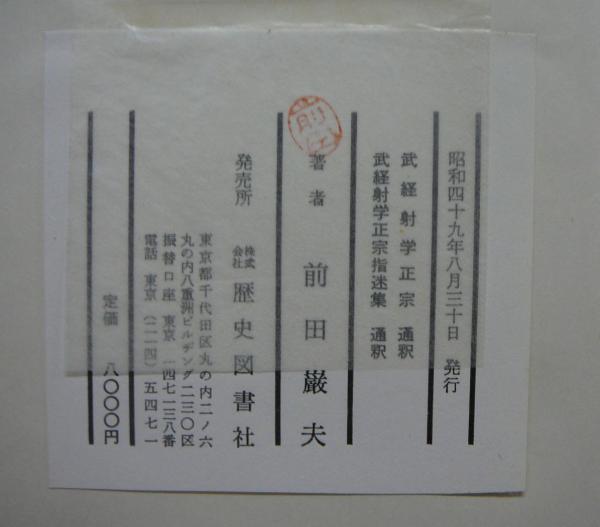 昭和四十九年八月三十日 発行
武経射学正宗 通釈
武経射学正宗指迷集 通釈
著者 前田巌夫
前田
発売所 株式会社 歴史図書社
東京都千代田区丸の内二ノ六
丸の内八重洲ビルデング二三〇区
振替口座 東京 一四七一三八番
電話 東京(二一四)五四七一
定価 八〇〇〇円